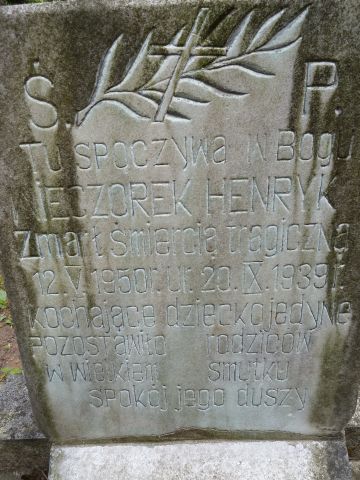 Ś. P.
Tu spoczywa w Bogu
WIECZOREK HENRYK
zmarł śmiercią tragiczną
12.V.1950r. ur. 20.IX.1939r.
kochające dziecko jedyne
pozostawiło rodziców
w wielkiem smutku
spokój jego duszy